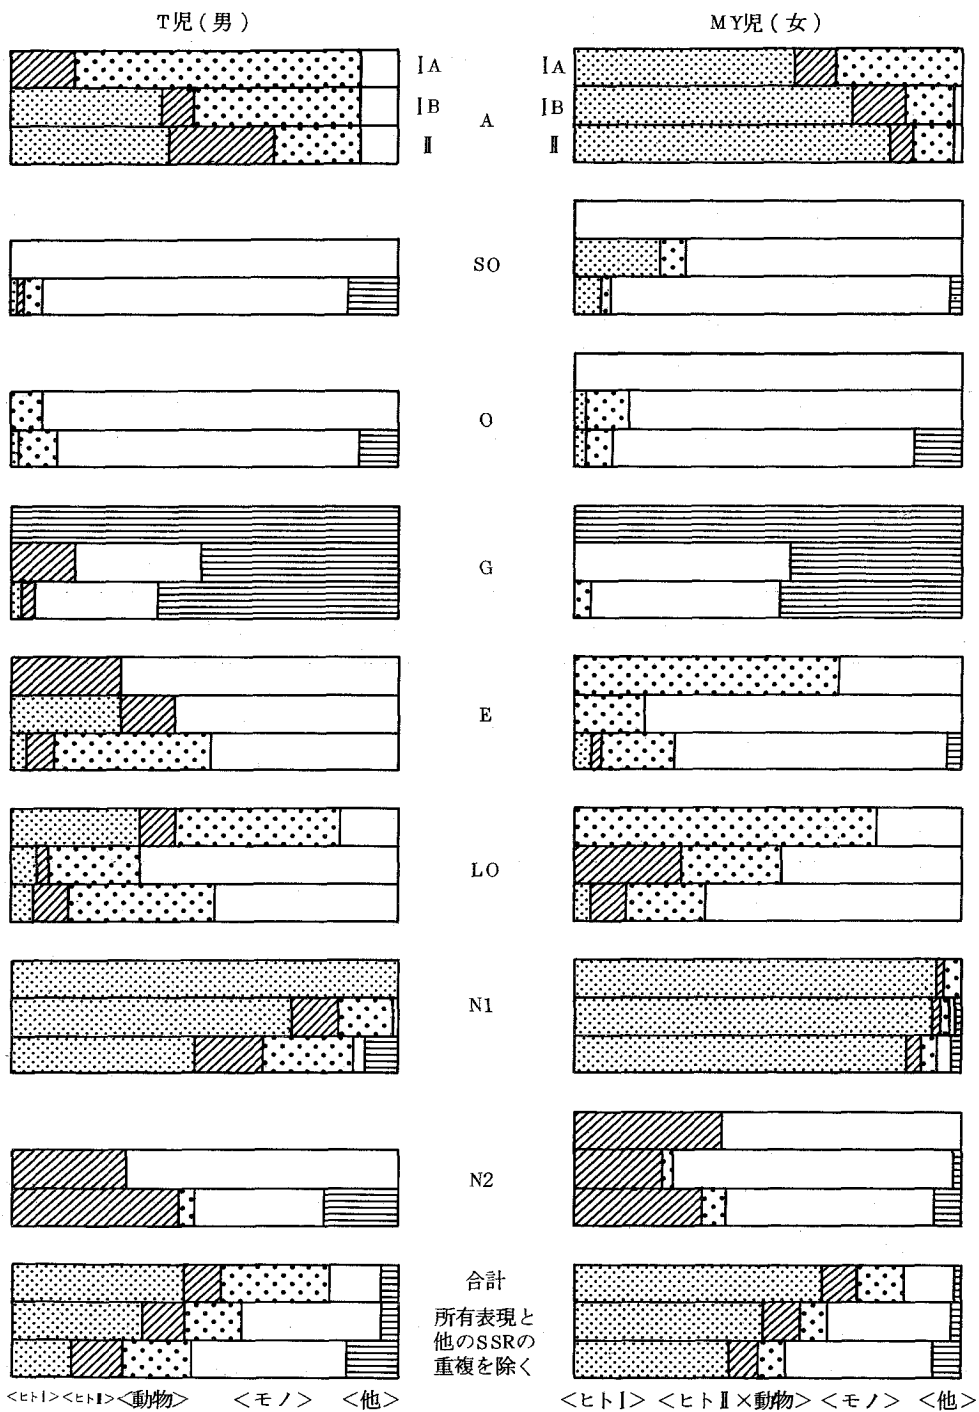 T児(男) MY児(女)
ⅠA ⅠA
ⅠB A ⅠB
Ⅱ Ⅱ
SO
O
G
E
LO
N1
N2
合計
所有表現と
他のSSRの
重複を除く
<ヒトⅠ><ヒトⅡ><動物> <モノ> <他> <ヒトⅠ> <ヒトⅡ×動物> <モノ> <他>